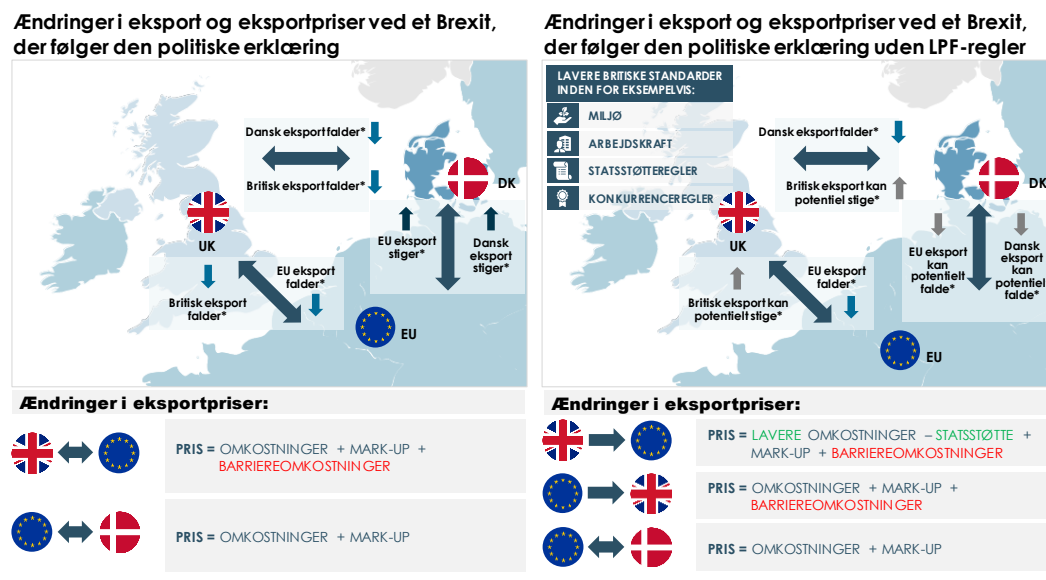 Ændringer i eksport og eksportpriser ved et Brexit,
der følger den politiske erklæring
Dansk eksport falder*
Britisk eksport falder*
DK
UK
EU eksport
stiger*
Dansk
eksport
stiger*
EU eksport
falder*
Britisk eksport
falder*
EU
Ændringer i eksportpriser:
PRIS = OMKOSTNINGER + MARK-UP +
BARRIEREOMKOSTNINGER
PRIS = OMKOSTNINGER + MARK-UP
Ændringer i eksport og eksportpriser ved et Brexit,
der følger den politiske erklæring uden LPF-regler
LAVERE BRITISKE STANDARDER
INDEN FOR EKSEMPELVIS:
MILJØ
ARBEJDSKRAFT
STATSSTØTTEREGLER
KONKURRENCEREGLER
Dansk eksport falder*
Britisk eksport kan
potentiel stige*
DK
UK
EU eksport
kan
potentielt
falde*
Dansk
eksport
kan
potentiel
falde*
EU eksport
falder*
Britisk eksport kan
potentielt stige*
EU
Ændringer i eksportpriser:
PRIS = LAVERE OMKOSTNINGER – STATSSTØTTE +
MARK-UP + BARRIEREOMKOSTNINGER
PRIS = OMKOSTNINGER + MARK-UP +
BARRIEREOMKOSTNINGER
PRIS = OMKOSTNINGER + MARK-UP